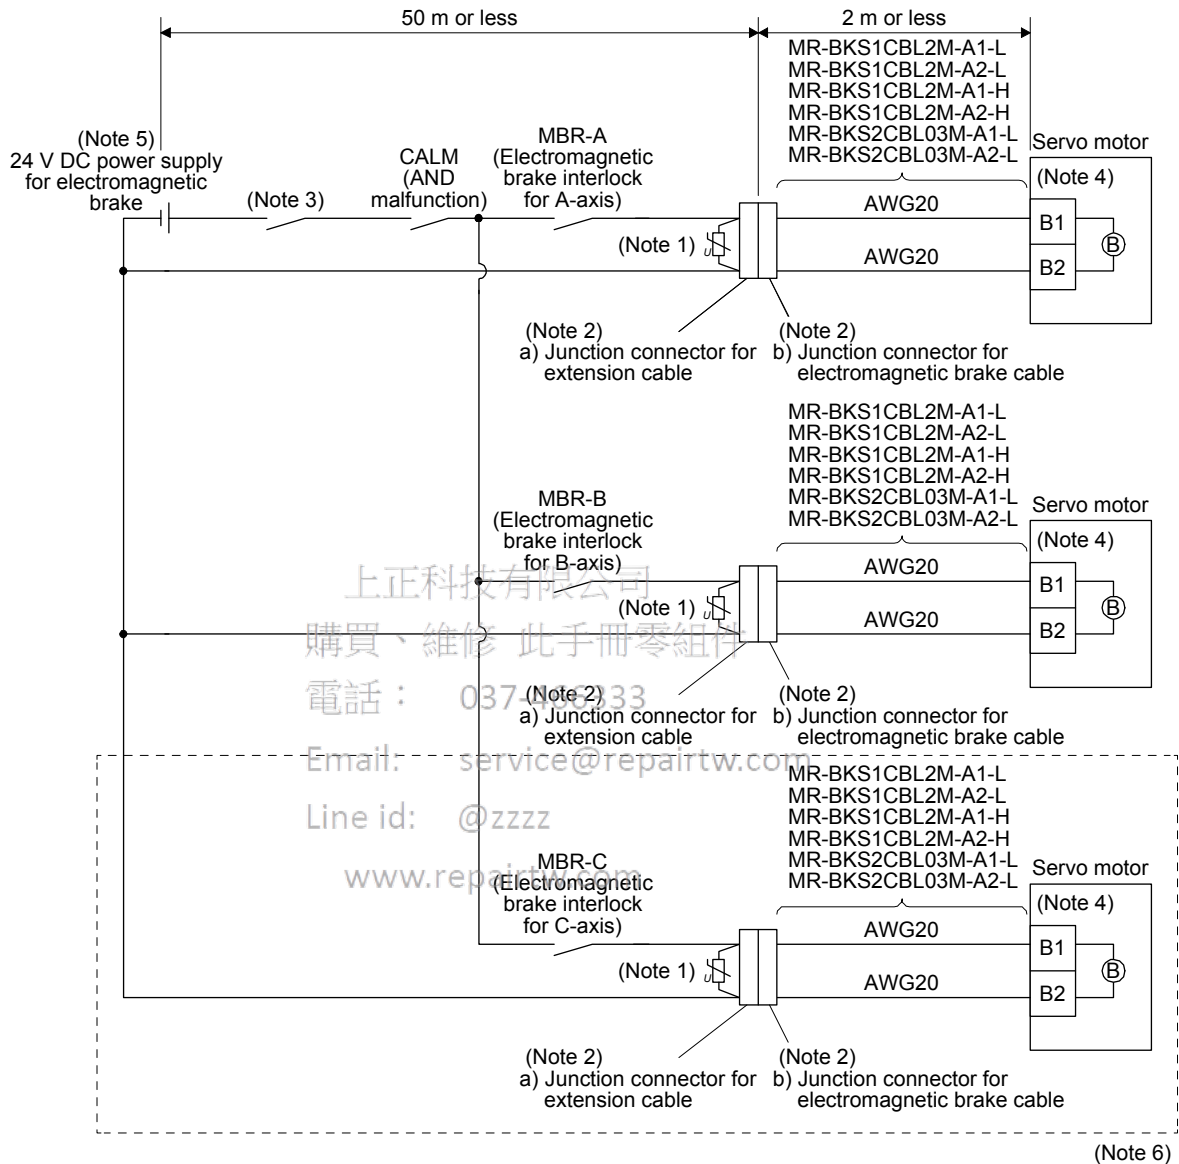 50 m or less
2 m or less
MR-BKS1CBL2M-A1-L
MR-BKS1CBL2M-A2-L
MR-BKS1CBL2M-A1-H
MR-BKS1CBL2M-A2-H
MR-BKS2CBL03M-A1-L
MR-BKS2CBL03M-A2-L
(Note 5)
24 V DC power supply
for electromagnetic
brake
(Note 3)
CALM
(AND
malfunction)
MBR-A
(Electromagnetic
brake interlock
for A-axis)
(Note 1)
U
AWG20
AWG20
Servo motor
(Note 4)
B1
B2
B
(Note 2)
a) Junction connector for
extension cable
(Note 2)
b) Junction connector for
electromagnetic brake cable
MR-BKS1CBL2M-A1-L
MR-BKS1CBL2M-A2-L
MR-BKS1CBL2M-A1-H
MR-BKS1CBL2M-A2-H
MR-BKS2CBL03M-A1-L
MR-BKS2CBL03M-A2-L
MBR-B
(Electromagnetic
brake interlock
for B-axis)
(Note 1)
U
AWG20
AWG20
Servo motor
(Note 4)
B1
B2
B
(Note 2)
a) Junction connector for
extension cable
(Note 2)
b) Junction connector for
electromagnetic brake cable
上正科技有限公司
購買、維修 此手冊零組件
電話： 037-466333
Email: service@repairtw.com
Line id: @zzzz
www.repairtw.com
MR-BKS1CBL2M-A1-L
MR-BKS1CBL2M-A2-L
MR-BKS1CBL2M-A1-H
MR-BKS1CBL2M-A2-H
MR-BKS2CBL03M-A1-L
MR-BKS2CBL03M-A2-L
MBR-C
(Electromagnetic
brake interlock
for C-axis)
(Note 1)
U
AWG20
AWG20
Servo motor
(Note 4)
B1
B2
B
(Note 2)
a) Junction connector for
extension cable
(Note 2)
b) Junction connector for
electromagnetic brake cable
(Note 6)